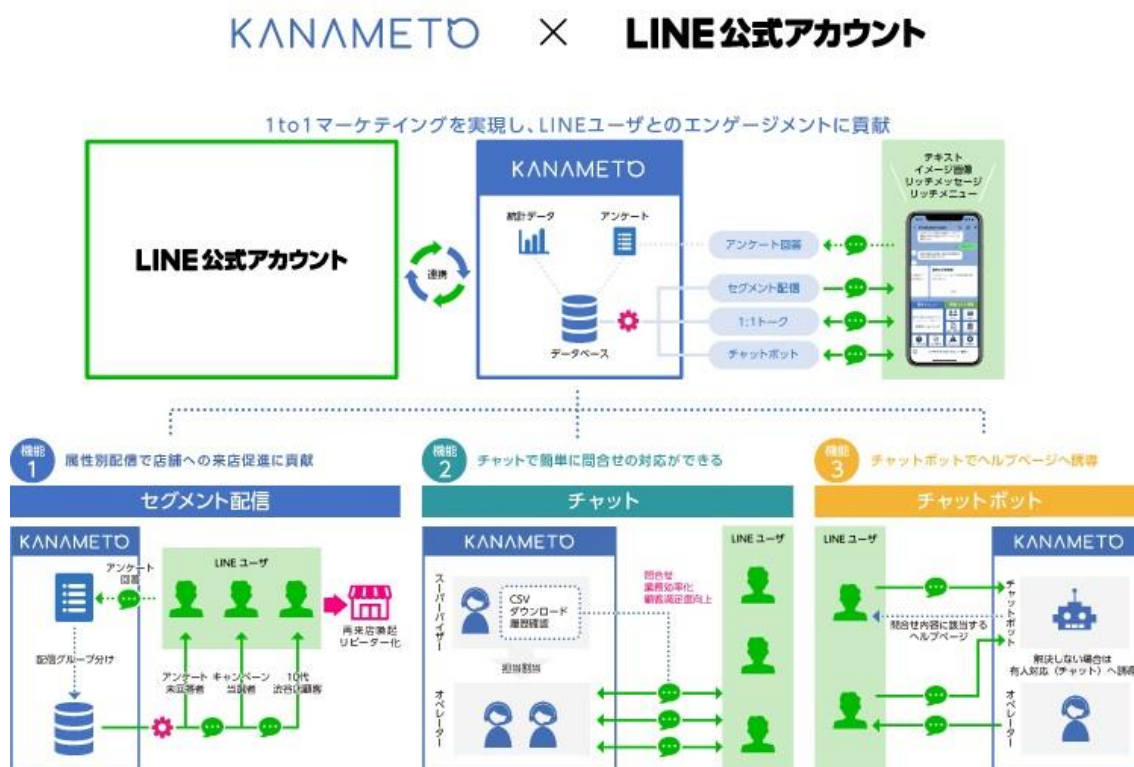 KANAMETO × LINE公式アカウント
1to1マーケテイングを実現し、LINEユーザとのエンゲージメントに貢献
LINE公式アカウント
連携
KANAMETO
統計データ
アンケート
データベース
アンケート回答
セグメント配信
1:1トーク
チャットボット
テキスト
イメージ画像
リッチメッセージ
リッチメニュー
機能
1
属性別配信で店舗への来店促進に貢献
セグメント配信
KANAMETO
アンケート
回答
LINE ユーザ
再来店喚起
リピーター化
配信グループ分け
アンケート
未回答者
キャンペーン
当選者
10代
渋谷店顧客
機能
2
チャットで簡単に問合せの対応ができる
チャット
KANAMETO
LINE ユーザ
スーパーバイザー
CSV
ダウンロード
履歴確認
問合せ
業務効率化
顧客満足度向上
担当割当
オペレーター
機能
3
チャットボットでヘルプページへ誘導
チャットボット
LINE ユーザ
KANAMETO
チャットボット
問合せ内容に該当する
ヘルプページ
解決しない場合は
有人対応（チャット）へ誘導
オペレーター